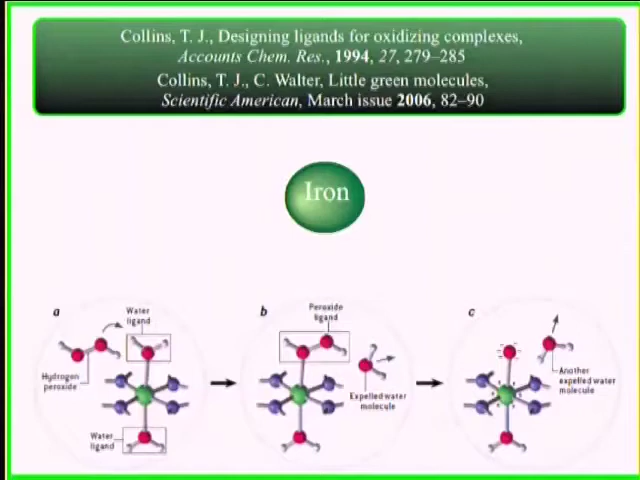 Collins, T. J., Designing ligands for oxidizing complexes,
Accounts Chem. Res., 1994, 27, 279–285
Collins, T. J., C. Walter, Little green molecules,
Scientific American, March issue 2006, 82–90
Iron
a
Water
ligand
Hydrogen
peroxide
Water
ligand
b
Peroxide
ligand
Expelled water
molecule
c
Another
expelled water
molecule